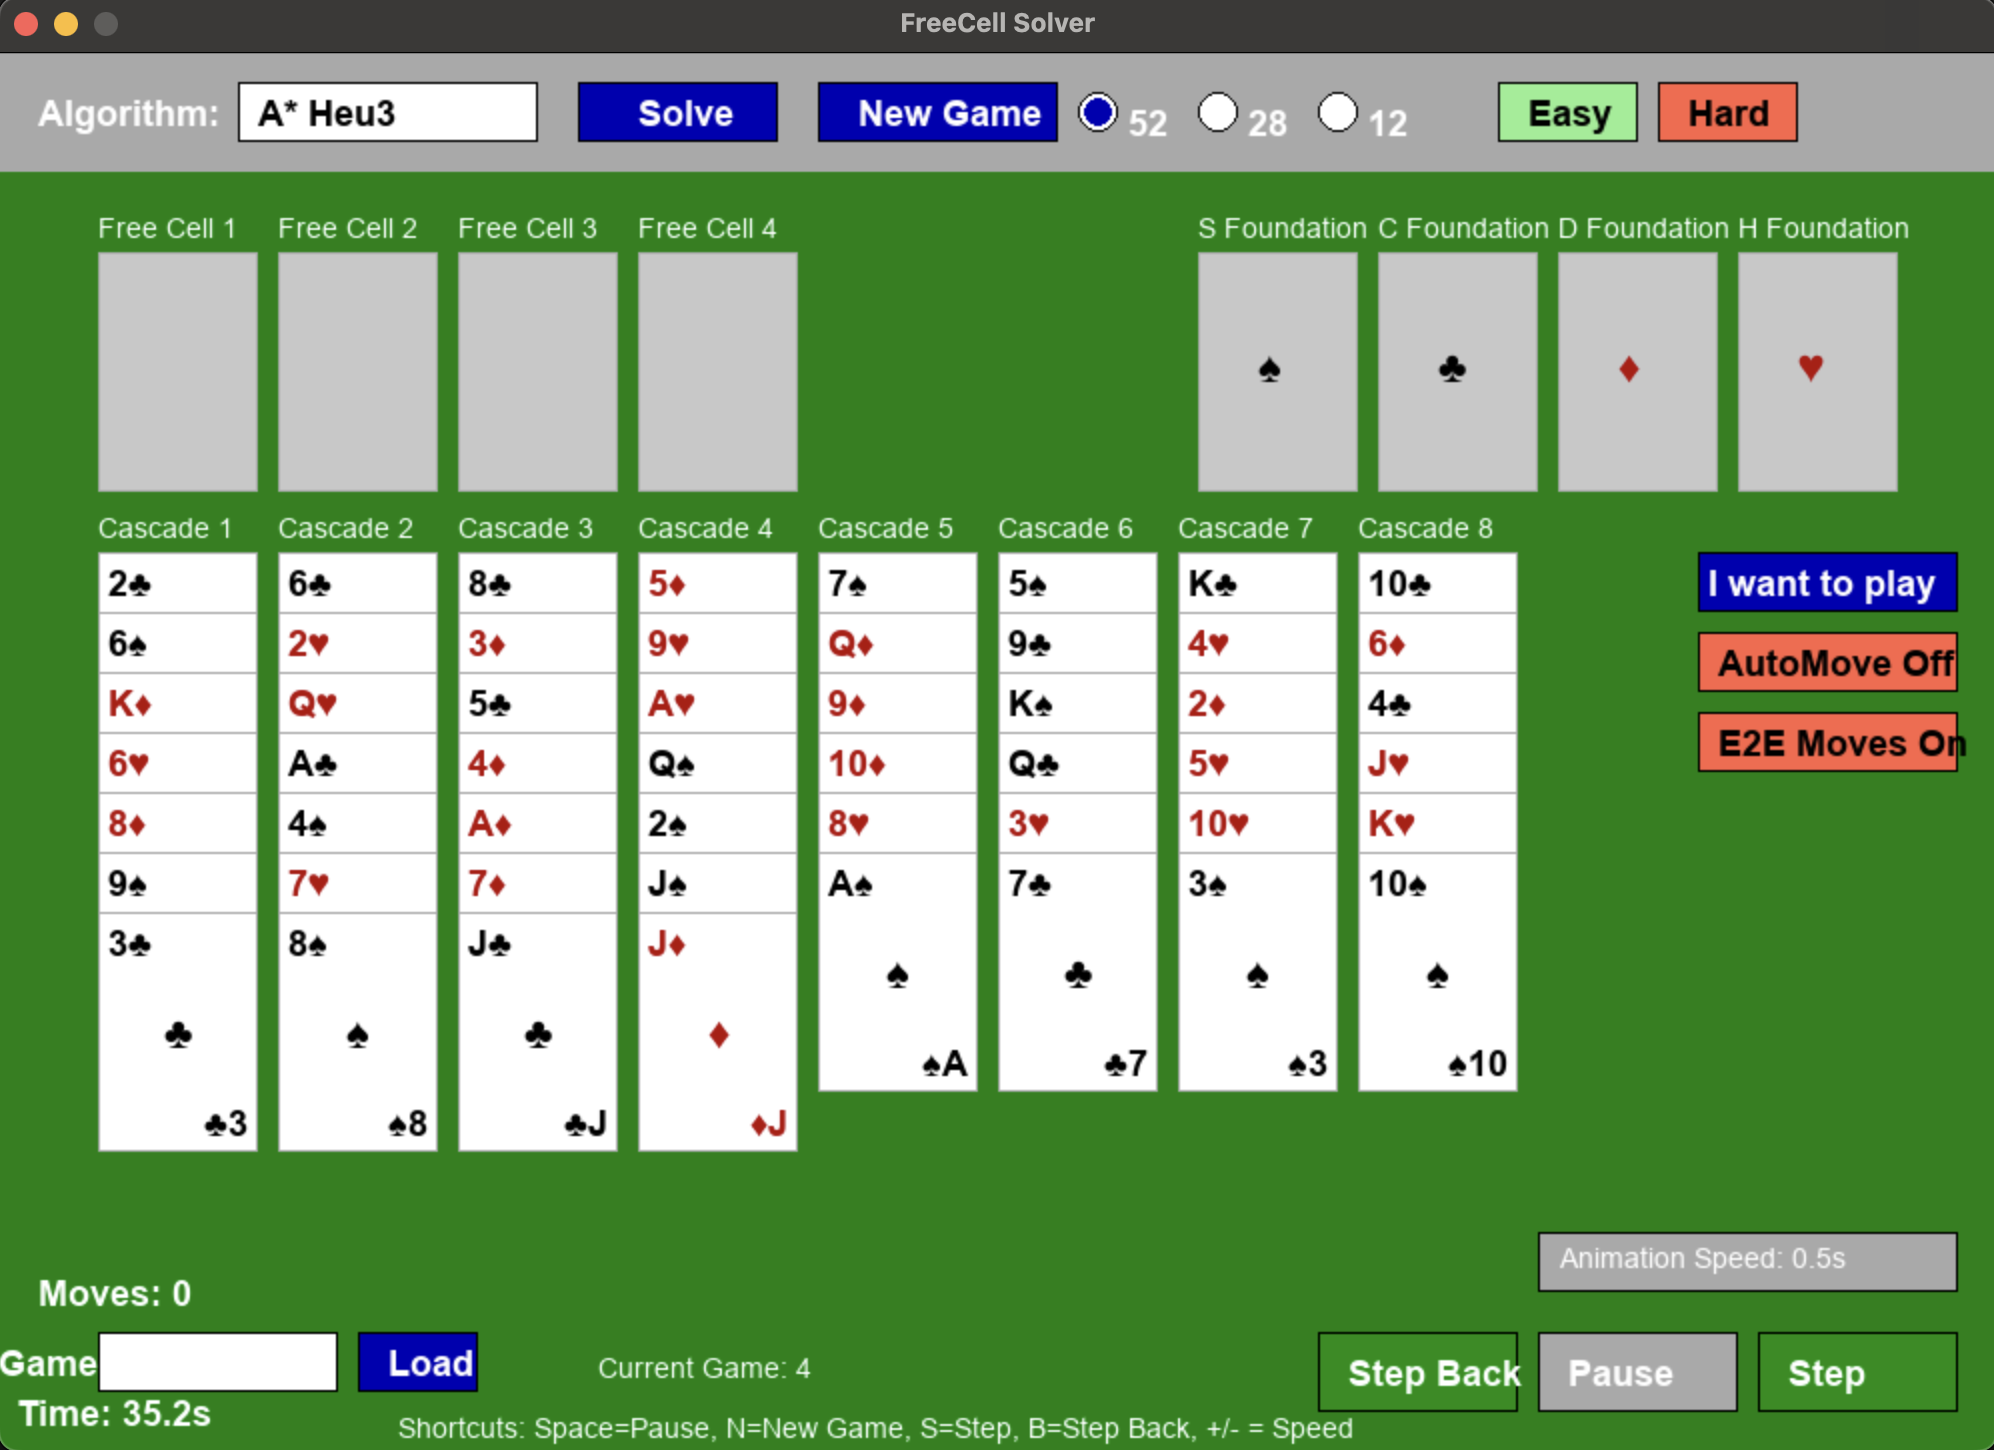 FreeCell Solver
Algorithm: A* Heu3 Solve New Game 52 28 12 Easy Hard
Free Cell 1 Free Cell 2 Free Cell 3 Free Cell 4 S Foundation C Foundation D Foundation H Foundation
♠ ♣ ♦ ♥
Cascade 1 Cascade 2 Cascade 3 Cascade 4 Cascade 5 Cascade 6 Cascade 7 Cascade 8
2♣ 6♣ 8♣ 5♦ 7♠ 5♠ K♣ 10♣ I want to play
6♠ 2♥ 3♦ 9♥ Q♦ 9♣ 4♥ 6♦ AutoMove Off
K♦ Q♥ 5♣ A♥ 9♦ K♠ 2♦ 4♣
6♥ A♣ 4♦ Q♠ 10♦ Q♣ 5♥ J♥ E2E Moves On
8♦ 4♠ A♦ 2♠ 8♥ 3♥ 10♥ K♥
9♠ 7♥ 7♦ J♠ A♠ 7♣ 3♠ 10♠
3♣ 8♠ J♣ J♦ ♠ ♣ ♠ ♠
♣ ♠ ♣ ♦ ♠A ♣7 ♠3 ♠10
♣3 ♠8 ♣J ♦J
Animation Speed: 0.5s
Moves: 0
Game Load Current Game: 4 Step Back Pause Step
Time: 35.2s
Shortcuts: Space=Pause, N=New Game, S=Step, B=Step Back, +/- = Speed